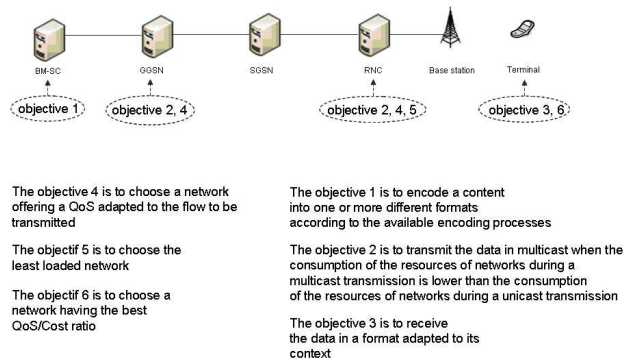 BM-SC
GGSN
SGSN
RNC
Base station
Terminal
objective 1
objective 2, 4
objective 2, 4, 5
objective 3, 6
The objective 4 is to choose a network
offering a QoS adapted to the flow to be
transmitted
The objectif 5 is to choose the
least loaded network
The objectif 6 is to choose a
network having the best
QoS/Cost ratio
The objective 1 is to encode a content
into one or more different formats
according to the available encoding processes
The objective 2 is to transmit the data in multicast when the
consumption of the resources of networks during a
multicast transmission is lower than the consumption
of the resources of networks during a unicast transmission
The objective 3 is to receive
the data in a format adapted to its
context